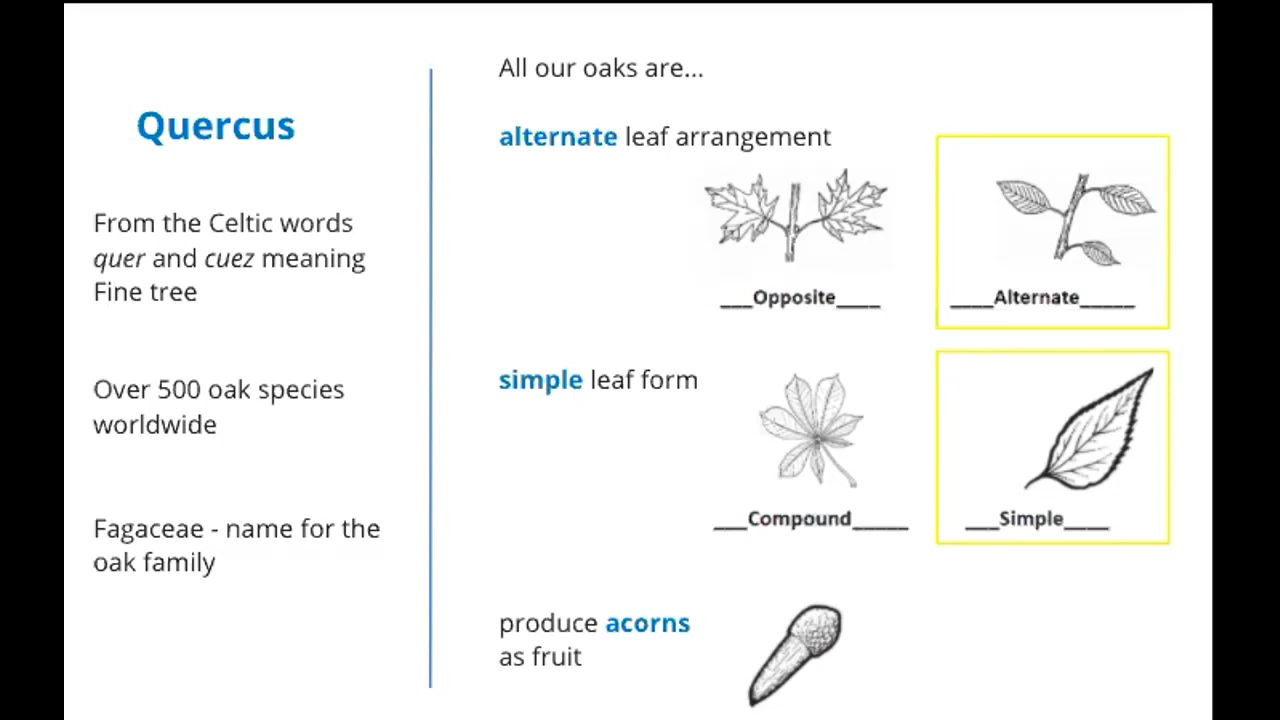 Quercus
From the Celtic words
quer and cuez meaning
Fine tree
Over 500 oak species
worldwide
Fagaceae - name for the
oak family
All our oaks are...
alternate leaf arrangement
___Opposite____
____Alternate_____
simple leaf form
___Compound_____
___Simple____
produce acorns
as fruit